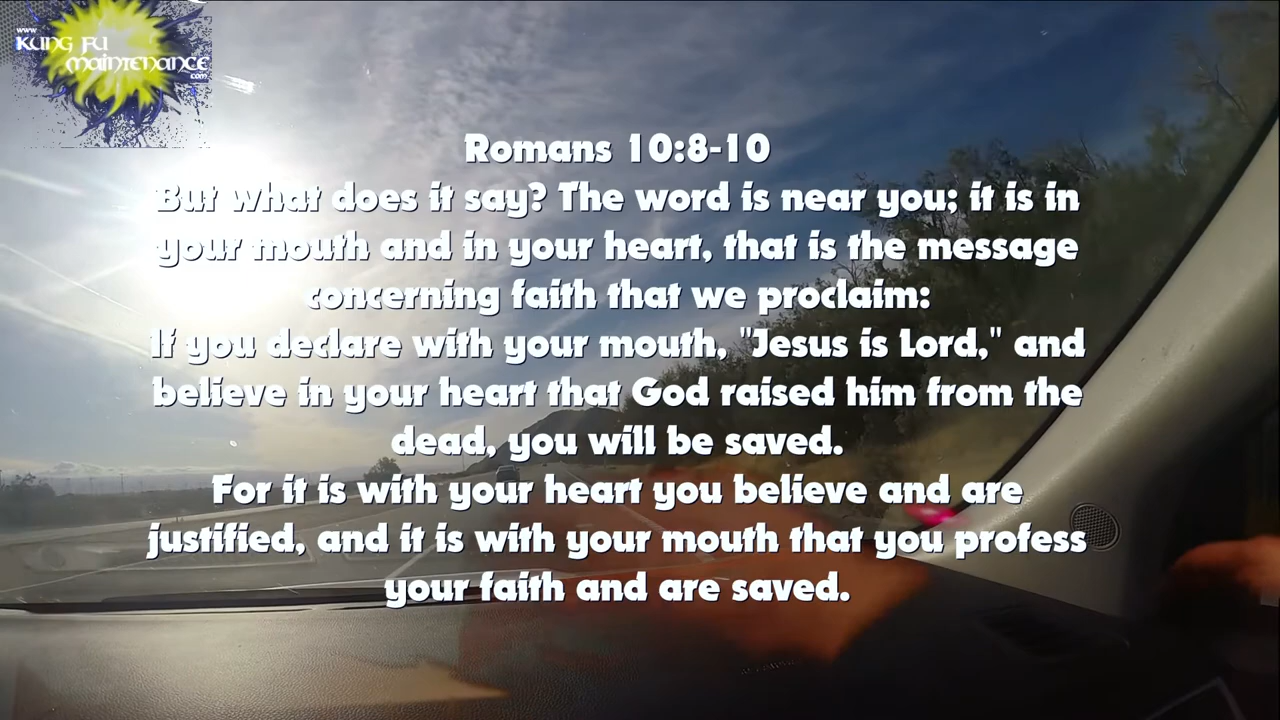 www
KUNG FU
MAINTENANCE
.com
Romans 10:8-10
But what does it say? The word is near you; it is in
your mouth and in your heart, that is the message
concerning faith that we proclaim:
If you declare with your mouth, "Jesus is Lord," and
believe in your heart that God raised him from the
dead, you will be saved.
For it is with your heart you believe and are
justified, and it is with your mouth that you profess
your faith and are saved.